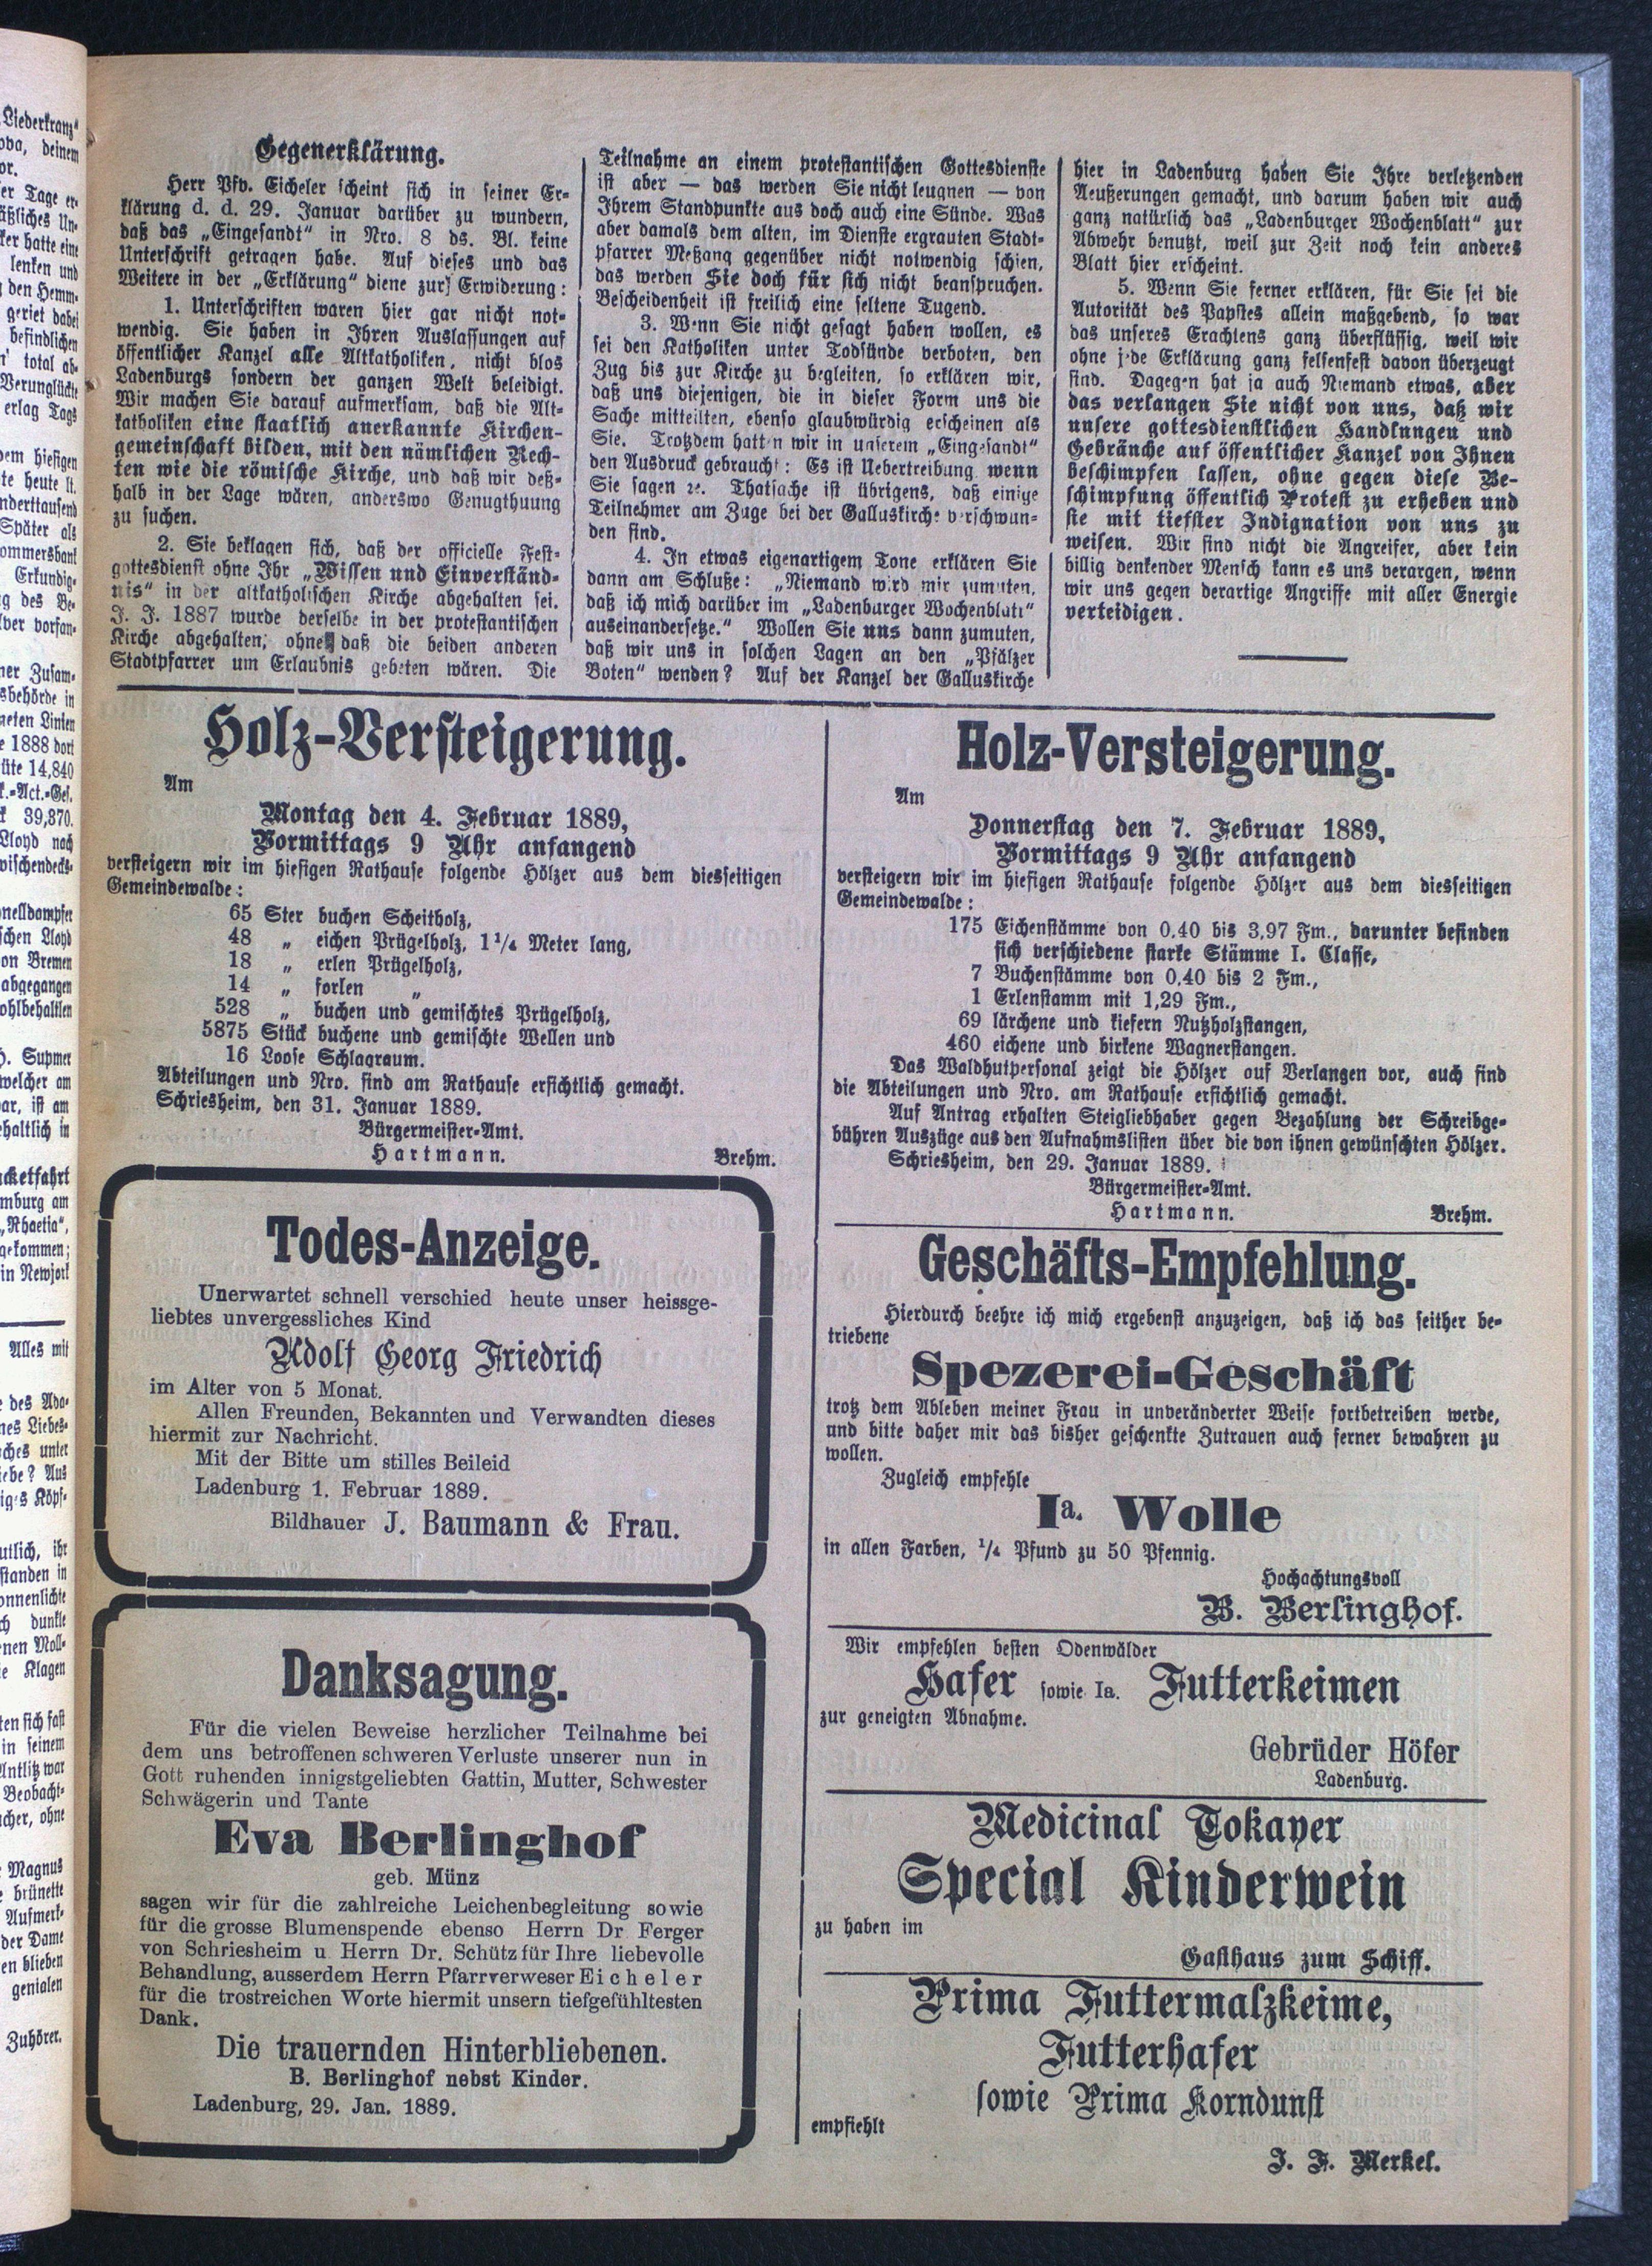 Gegenerklärung.
Herr Pfv. Eicheler scheint sich in seiner Er-
klärung d. d. 29. Januar darüber zu wundern,
daß das „Eingesandt“ in Nro. 8 ds. Bl. keine
Unterschrift getragen habe. Auf dieses und das
Weitere in der „Erklärung“ diene zur Erwiderung:
1. Unterschriften waren hier gar nicht not-
wendig. Sie haben in Ihren Auslassungen auf
öffentlicher Kanzel alle Altkatholiken, nicht blos
Ladenburgs sondern der ganzen Welt beleidigt.
Wir machen Sie darauf aufmerksam, daß die Alt-
katholiken eine staatlich anerkannte Kirchen-
gemeinschaft bilden, mit den nämlichen Rech-
ten wie die römische Kirche, und daß wir deß-
halb in der Lage wären, anderswo Genugthuung
zu suchen.
2. Sie beklagen sich, daß der officielle Fest-
gottesdienst ohne Ihr „Wissen und Einverständ-
nis“ in der altkatholischen Kirche abgehalten sei.
J. J. 1887 wurde derselbe in der protestantischen
Kirche abgehalten, ohne daß die beiden anderen
Stadtpfarrer um Erlaubnis gebeten wären. Die
Teilnahme an einem protestantischen Gottesdienste
ist aber — das werden Sie nicht leugnen — von
Ihrem Standpunkte aus doch auch eine Sünde. Was
aber damals dem alten, im Dienste ergrauten Stadt-
pfarrer Meßang gegenüber nicht notwendig schien,
das werden Sie doch für sich nicht beanspruchen.
Bescheidenheit ist freilich eine seltene Tugend.
3. Wenn Sie nicht gesagt haben wollen, es
sei den Katholiken unter Todsünde verboten, den
Zug bis zur Kirche zu begleiten, so erklären wir,
daß uns diejenigen, die in dieser Form uns die
Sache mitteilten, ebenso glaubwürdig erscheinen als
Sie. Trotzdem hatten wir in unserem „Eingesandt“
den Ausdruck gebraucht: Es ist Uebertreibung, wenn
Sie sagen ꝛc. Thatsache ist übrigens, daß einige
Teilnehmer am Zuge bei der Galluskirche verschwun-
den sind.
4. In etwas eigenartigem Tone erklären Sie
dann am Schluße: „Niemand wird mir zumuten,
daß ich mich darüber im „Ladenburger Wochenblatt“
auseinandersetze.“ Wollen Sie uns dann zumuten,
daß wir uns in solchen Lagen an den „Pfälzer
Boten“ wenden? Auf der Kanzel der Galluskirche
hier in Ladenburg haben Sie Ihre verletzenden
Aeußerungen gemacht, und darum haben wir auch
ganz natürlich das „Ladenburger Wochenblatt“ zur
Abwehr benutzt, weil zur Zeit noch kein anderes
Blatt hier erscheint.
5. Wenn Sie ferner erklären, für Sie sei die
Autorität des Papstes allein maßgebend, so war
das unseres Erachtens ganz überflüssig, weil wir
ohne jede Erklärung ganz felsenfest davon überzeugt
sind. Dagegen hat ja auch Niemand etwas, aber
das verlangen Sie nicht von uns, daß wir
unsere gottesdienstlichen Handlungen und
Gebräuche auf öffentlicher Kanzel von Ihnen
beschimpfen lassen, ohne gegen diese Be-
schimpfung öffentlich Protest zu erheben und
sie mit tiefster Indignation von uns zu
weisen. Wir sind nicht die Angreifer, aber kein
billig denkender Mensch kann es uns verargen, wenn
wir uns gegen derartige Angriffe mit aller Energie
verteidigen.
Holz-Versteigerung.
Am
Montag den 4. Februar 1889,
Vormittags 9 Uhr anfangend
versteigern wir im hiesigen Rathause folgende Hölzer aus dem diesseitigen
Gemeindewalde:
65 Ster buchen Scheitholz,
48 „ eichen Prügelholz, 1¼ Meter lang,
18 „ erlen Prügelholz,
14 „ forlen „
528 „ buchen und gemischtes Prügelholz,
5875 Stück buchene und gemischte Wellen und
16 Loose Schlagraum.
Abteilungen und Nro. sind am Rathause ersichtlich gemacht.
Schriesheim, den 31. Januar 1889.
Bürgermeister-Amt.
Hartmann. Brehm.
Todes-Anzeige.
Unerwartet schnell verschied heute unser heissge-
liebtes unvergessliches Kind
Adolf Georg Friedrich
im Alter von 5 Monat.
Allen Freunden, Bekannten und Verwandten dieses
hiermit zur Nachricht.
Mit der Bitte um stilles Beileid
Ladenburg 1. Februar 1889.
Bildhauer J. Baumann & Frau.
Danksagung.
Für die vielen Beweise herzlicher Teilnahme bei
dem uns betroffenen schweren Verluste unserer nun in
Gott ruhenden innigstgeliebten Gattin, Mutter, Schwester
Schwägerin und Tante
Eva Berlinghof
geb. Münz
sagen wir für die zahlreiche Leichenbegleitung sowie
für die grosse Blumenspende ebenso Herrn Dr Ferger
von Schriesheim u Herrn Dr. Schütz für Ihre liebevolle
Behandlung, ausserdem Herrn Pfarrverweser Eicheler
für die trostreichen Worte hiermit unsern tiefgefühltesten
Dank.
Die trauernden Hinterbliebenen.
B. Berlinghof nebst Kinder.
Ladenburg, 29. Jan. 1889.
Holz-Versteigerung.
Am
Donnerstag den 7. Februar 1889,
Vormittags 9 Uhr anfangend
versteigern wir im hiesigen Rathause folgende Hölzer aus dem diesseitigen
Gemeindewalde:
175 Eichenstämme von 0,40 bis 3,97 Fm., darunter befinden
sich verschiedene starke Stämme I. Classe,
7 Buchenstämme von 0,40 bis 2 Fm.,
1 Erlenstamm mit 1,29 Fm.,
69 lärchene und kiefern Nutzholzstangen,
460 eichene und birkene Wagnerstangen.
Das Waldhutpersonal zeigt die Hölzer auf Verlangen vor, auch sind
die Abteilungen und Nro. am Rathause ersichtlich gemacht.
Auf Antrag erhalten Steigliebhaber gegen Bezahlung der Schreibge-
bühren Auszüge aus den Aufnahmslisten über die von ihnen gewünschten Hölzer.
Schriesheim, den 29. Januar 1889.
Bürgermeister-Amt.
Hartmann. Brehm.
Geschäfts-Empfehlung.
Hierdurch beehre ich mich ergebenst anzuzeigen, daß ich das seither be-
triebene
Spezerei-Geschäft
trotz dem Ableben meiner Frau in unveränderter Weise fortbetreiben werde,
und bitte daher mir das bisher geschenkte Zutrauen auch ferner bewahren zu
wollen.
Zugleich empfehle
Ia. Wolle
in allen Farben, ¼ Pfund zu 50 Pfennig.
Hochachtungsvoll
B. Berlinghof.
Wir empfehlen besten Odenwälder
Hafer sowie Ia. Futterkeimen
zur geneigten Abnahme.
Gebrüder Höfer
Ladenburg.
Medicinal Tokayer
Special Kinderwein
zu haben im
Gasthaus zum Schiff.
Prima Futtermalzkeime,
Futterhafer
sowie Prima Korndunst
empfiehlt
J. F. Merkel.